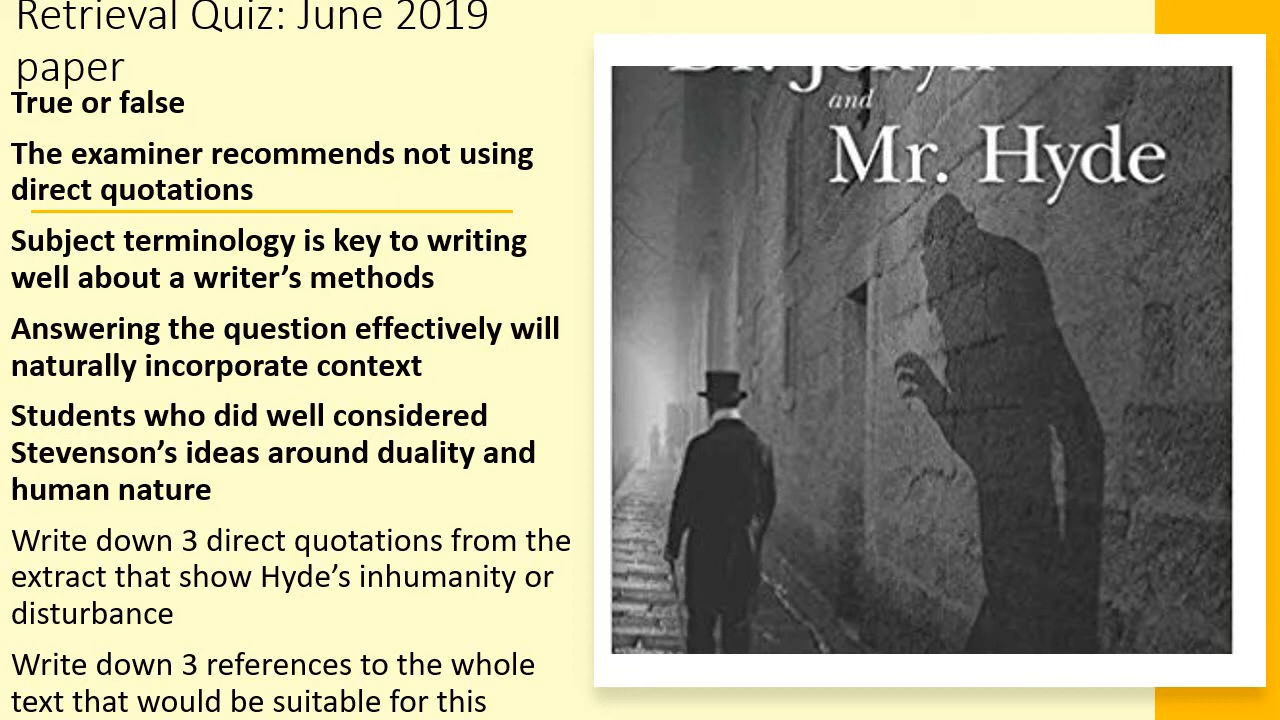 Retrieval Quiz: June 2019
paper
True or false
The examiner recommends not using
direct quotations
Subject terminology is key to writing
well about a writer’s methods
Answering the question effectively will
naturally incorporate context
Students who did well considered
Stevenson’s ideas around duality and
human nature
Write down 3 direct quotations from the
extract that show Hyde’s inhumanity or
disturbance
Write down 3 references to the whole
text that would be suitable for this
Dr. Jekyll
and
Mr. Hyde